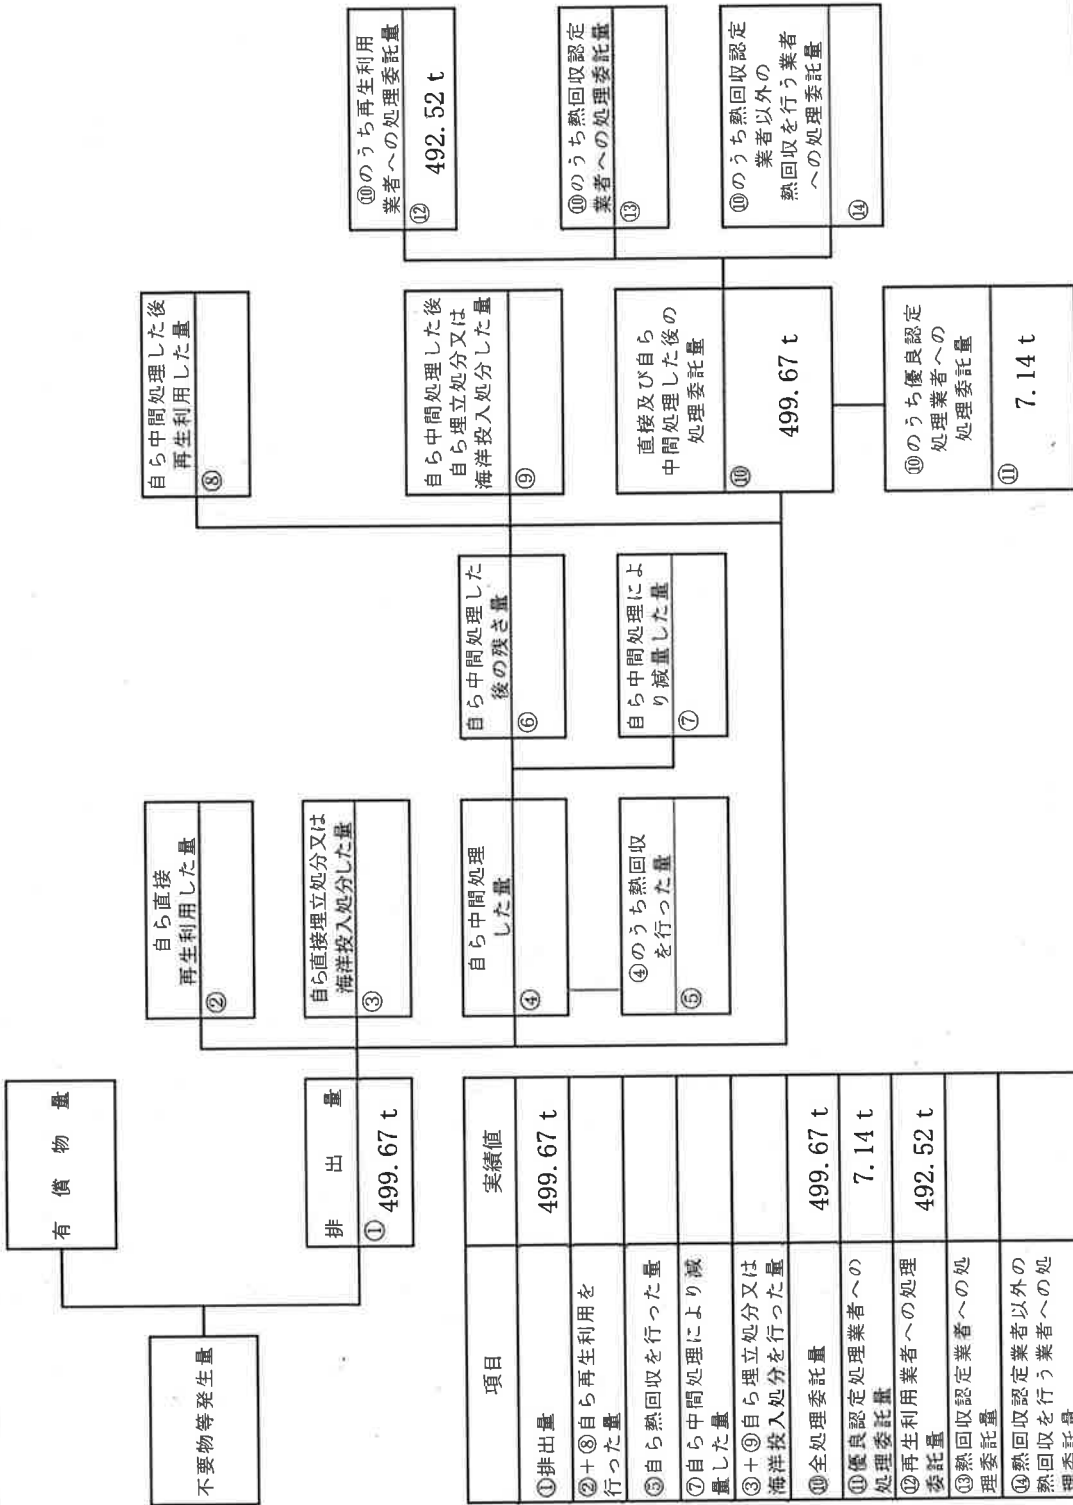 不要物等発生量
有償物量
排出量
① 499.67 t
自ら直接
再生利用した量
②
自ら直接埋立処分又は
海洋投入処分した量
③
自ら中間処理
した量
④
④のうち熱回収
を行った量
⑤
自ら中間処理した
後の残さ量
⑥
自ら中間処理によ
り減量した量
⑦
自ら中間処理した後
再生利用した量
⑧
自ら中間処理した後
自ら埋立処分又は
海洋投入処分した量
⑨
直接及び自ら
中間処理した後の
処理委託量
⑩
499.67 t
⑩のうち優良認定
処理業者への
処理委託量
⑪
7.14 t
⑩のうち再生利用
業者への処理委託量
⑫
492.52 t
⑩のうち熱回収認定
業者への処理委託量
⑬
⑩のうち熱回収認定
業者以外の
熱回収を行う業者
への処理委託量
⑭
項目 実績値
①排出量 499.67 t
②+⑧自ら再生利用を
行った量
⑤自ら熱回収を行った量
⑦自ら中間処理により減
量した量
③+⑨自ら埋立処分又は
海洋投入処分を行った量
⑩全処理委託量 499.67 t
⑪優良認定処理業者への
処理委託量 7.14 t
⑫再生利用業者への処理
委託量 492.52 t
⑬熱回収認定業者への処
理委託量
⑭熱回収認定業者以外の
熱回収を行う業者への処
理委託量